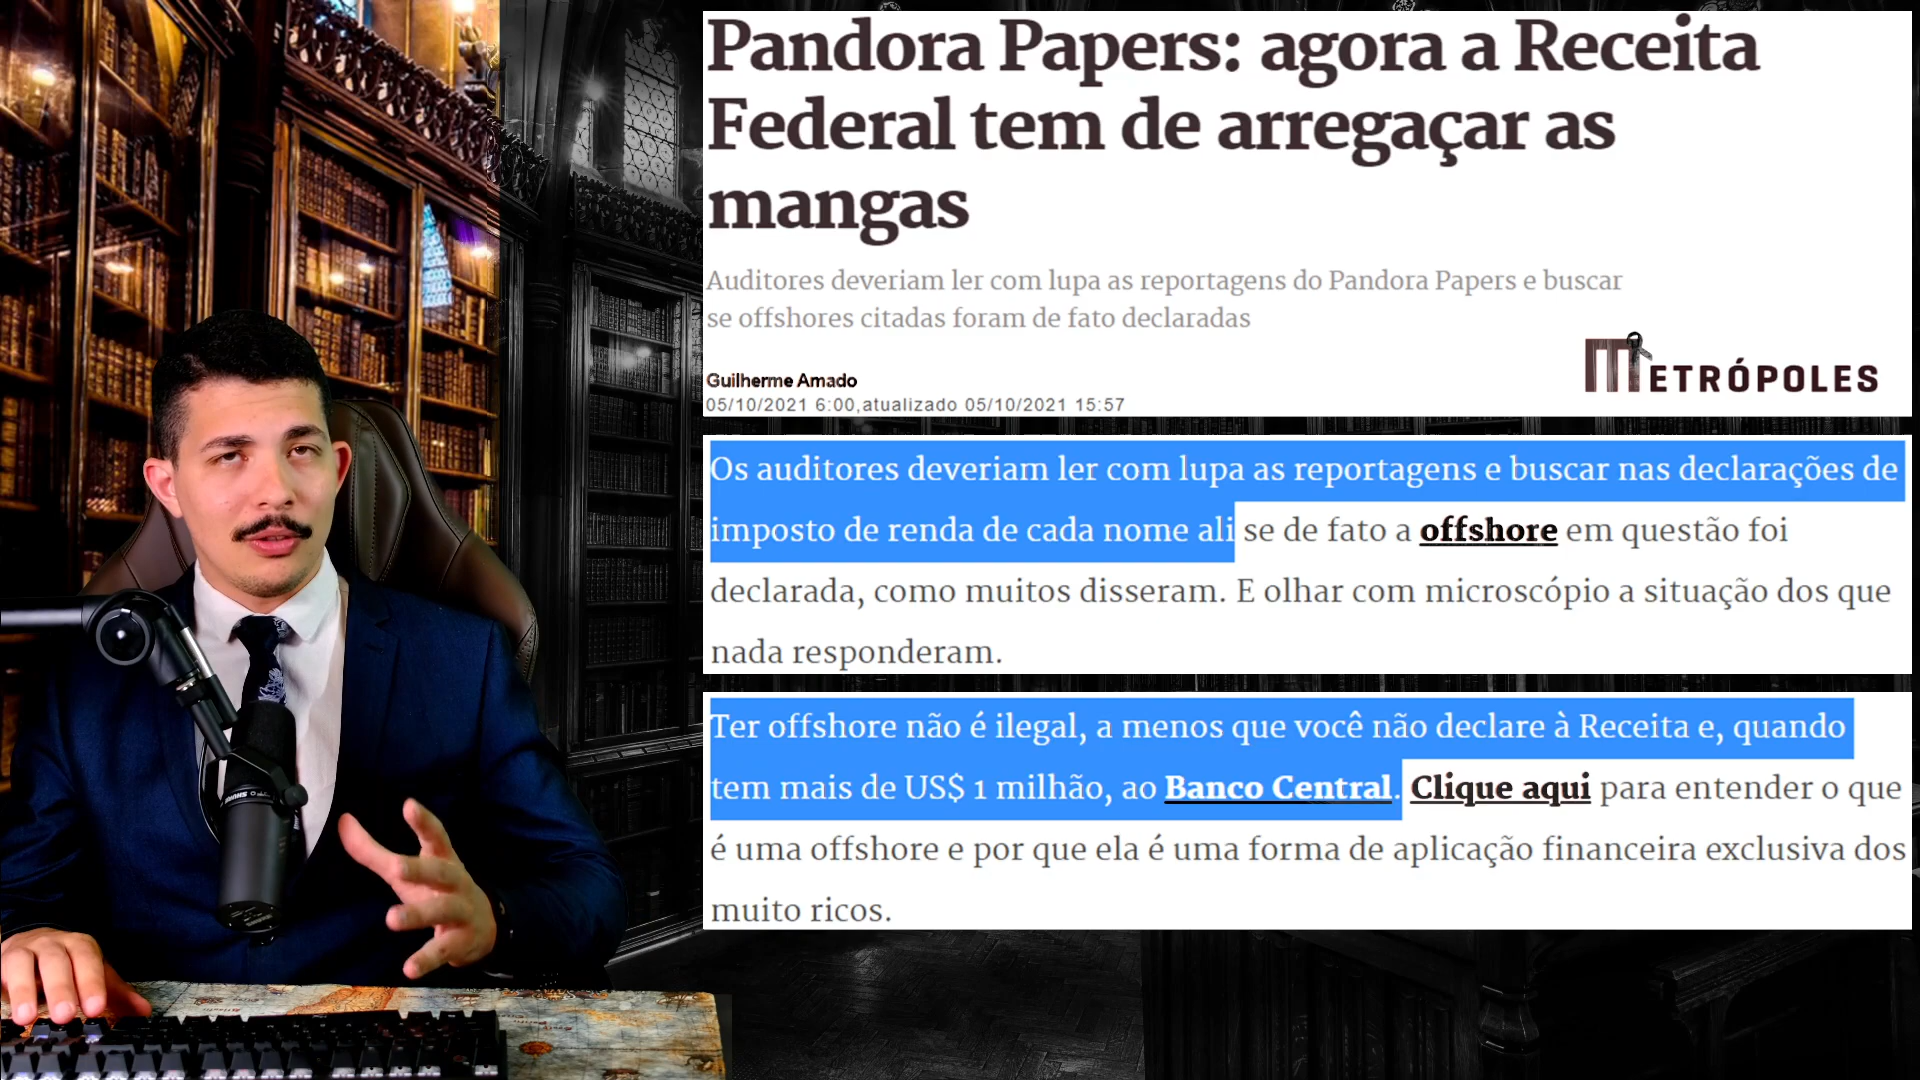 Pandora Papers: agora a Receita
Federal tem de arregaçar as
mangas
Auditores deveriam ler com lupa as reportagens do Pandora Papers e buscar
se offshores citadas foram de fato declaradas
METRÓPOLES
Guilherme Amado
05/10/2021 6:00,atualizado 05/10/2021 15:57
Os auditores deveriam ler com lupa as reportagens e buscar nas declarações de
imposto de renda de cada nome ali se de fato a offshore em questão foi
declarada, como muitos disseram. E olhar com microscópio a situação dos que
nada responderam.
Ter offshore não é ilegal, a menos que você não declare à Receita e, quando
tem mais de US$ 1 milhão, ao Banco Central. Clique aqui para entender o que
é uma offshore e por que ela é uma forma de aplicação financeira exclusiva dos
muito ricos.
SHURE